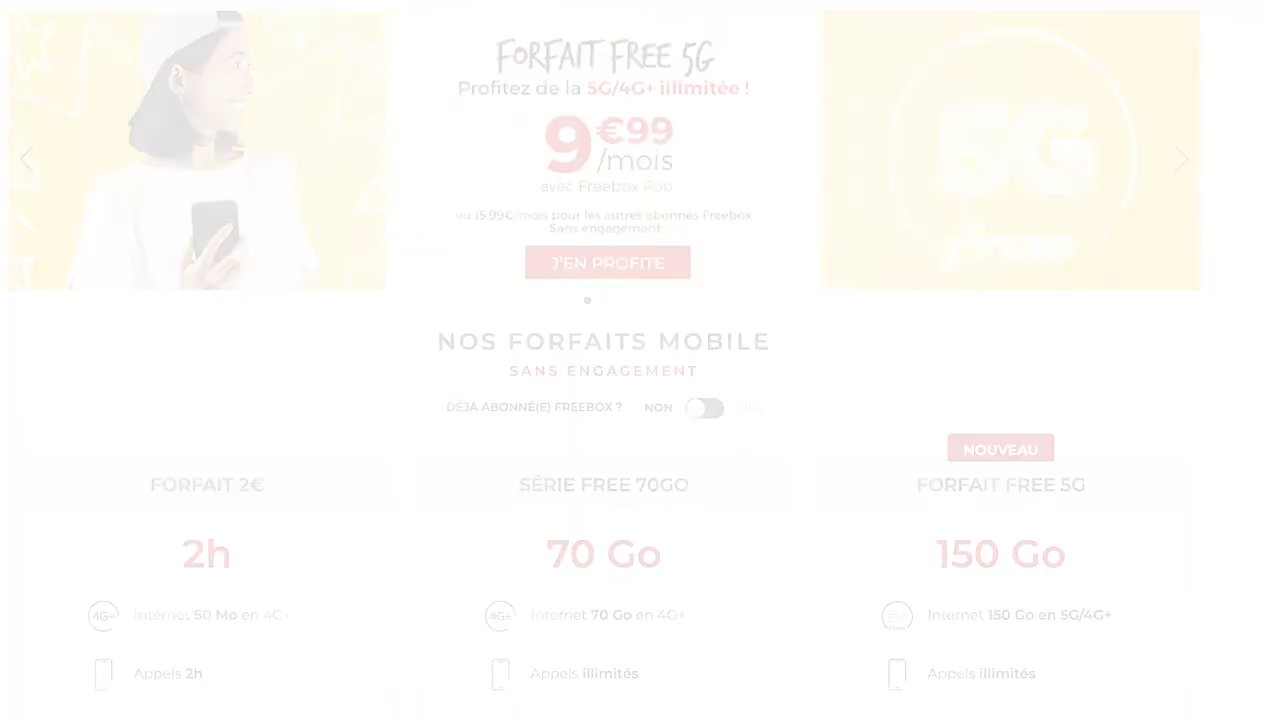 FORFAIT FREE 5G
Profitez de la 5G/4G+ illimitée !
9€99
/mois
avec Freebox Pop
ou 15,99€/mois pour les autres abonnés Freebox
Sans engagement
J'EN PROFITE
5G
free
NOS FORFAITS MOBILE
SANS ENGAGEMENT
DÉJÀ ABONNÉ(E) FREEBOX ? NON
NOUVEAU
FORFAIT 2€
SÉRIE FREE 70GO
FORFAIT FREE 5G
2h
70 Go
150 Go
4G+ Internet 50 Mo en 4G+
4G+ Internet 70 Go en 4G+
Internet 150 Go en 5G/4G+
Appels 2h
Appels illimités
Appels illimités